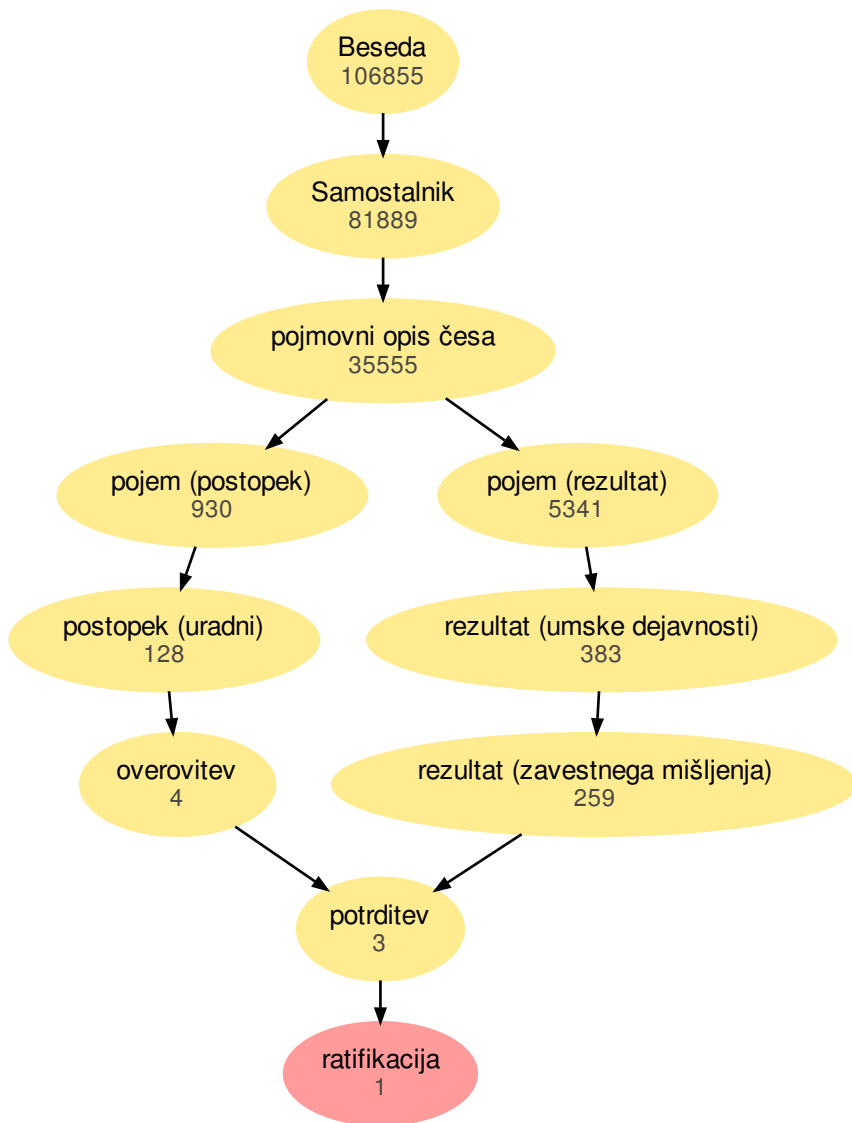 Beseda
106855
Samostalnik
81889
pojmovni opis česa
35555
pojem (postopek)
930
pojem (rezultat)
5341
postopek (uradni)
128
rezultat (umske dejavnosti)
383
overovitev
4
rezultat (zavestnega mišljenja)
259
potrditev
3
ratifikacija
1